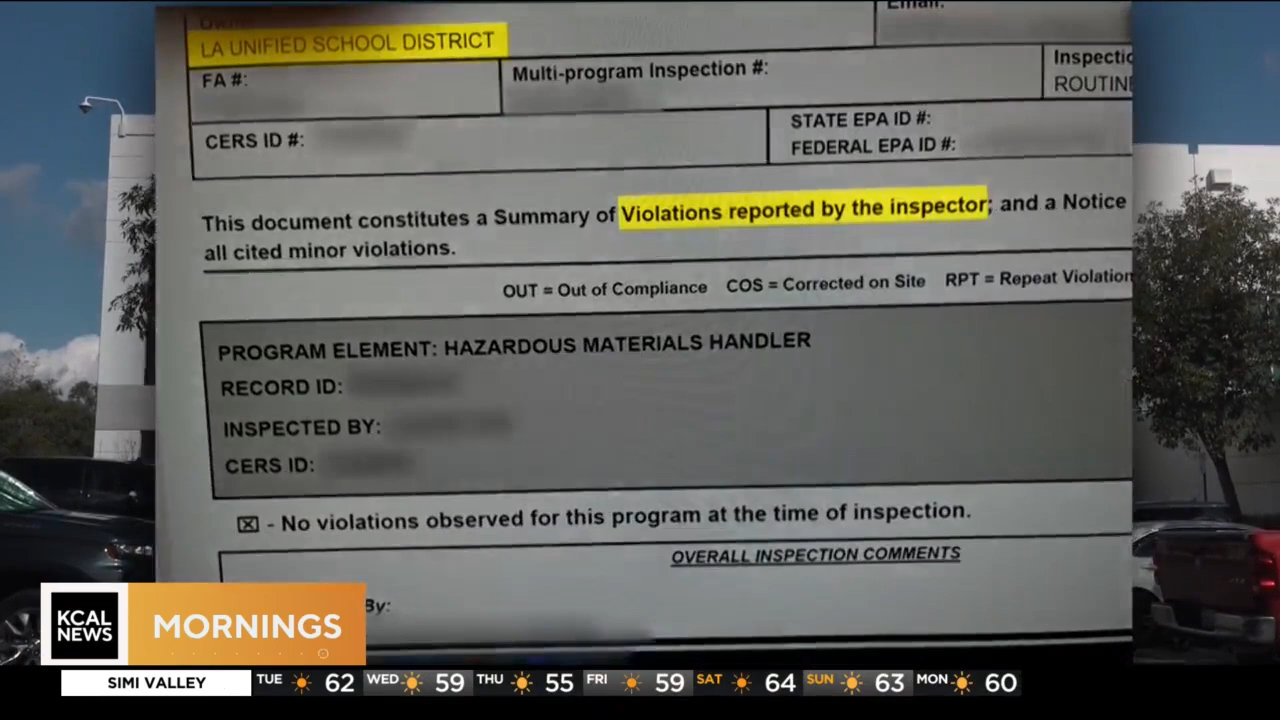 LA UNIFIED SCHOOL DISTRICT
FA #:
Multi-program Inspection #:
ROUTINE
CERS ID #:
STATE EPA ID #:
FEDERAL EPA ID #:
This document constitutes a Summary of Violations reported by the inspector; and a Notice
all cited minor violations.
OUT = Out of Compliance COS = Corrected on Site RPT = Repeat Violation
PROGRAM ELEMENT: HAZARDOUS MATERIALS HANDLER
RECORD ID:
INSPECTED BY:
CERS ID:
☒ - No violations observed for this program at the time of inspection.
OVERALL INSPECTION COMMENTS
By:
KCAL
NEWS
MORNINGS
SIMI VALLEY TUE 62 WED 59 THU 55 FRI 59 SAT 64 SUN 63 MON 60